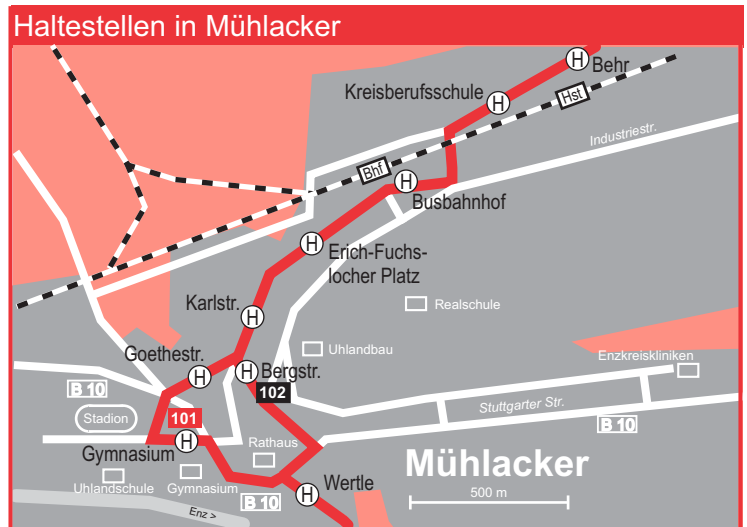 Haltestellen in Mühlacker
H
Behr
Kreisberufsschule
H
Hst
Industriestr.
Bhf
H
Busbahnhof
H
Erich-Fuchs-
locher Platz
Karlstr.
H
Realschule
Goethestr.
H
Uhlandbau
H
Bergstr.
Enzkreiskliniken
B 10
102
Stadion
101
Stuttgarter Str.
B 10
Gymnasium
H
Rathaus
Mühlacker
Uhlandschule
Gymnasium
B 10
H
Wertle
500 m
Enz >